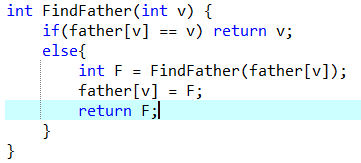 int FindFather(int v) {
    if(father[v] == v) return v;
    else{
        int F = FindFather(father[v]);
        father[v] = F;
        return F;
    }
}